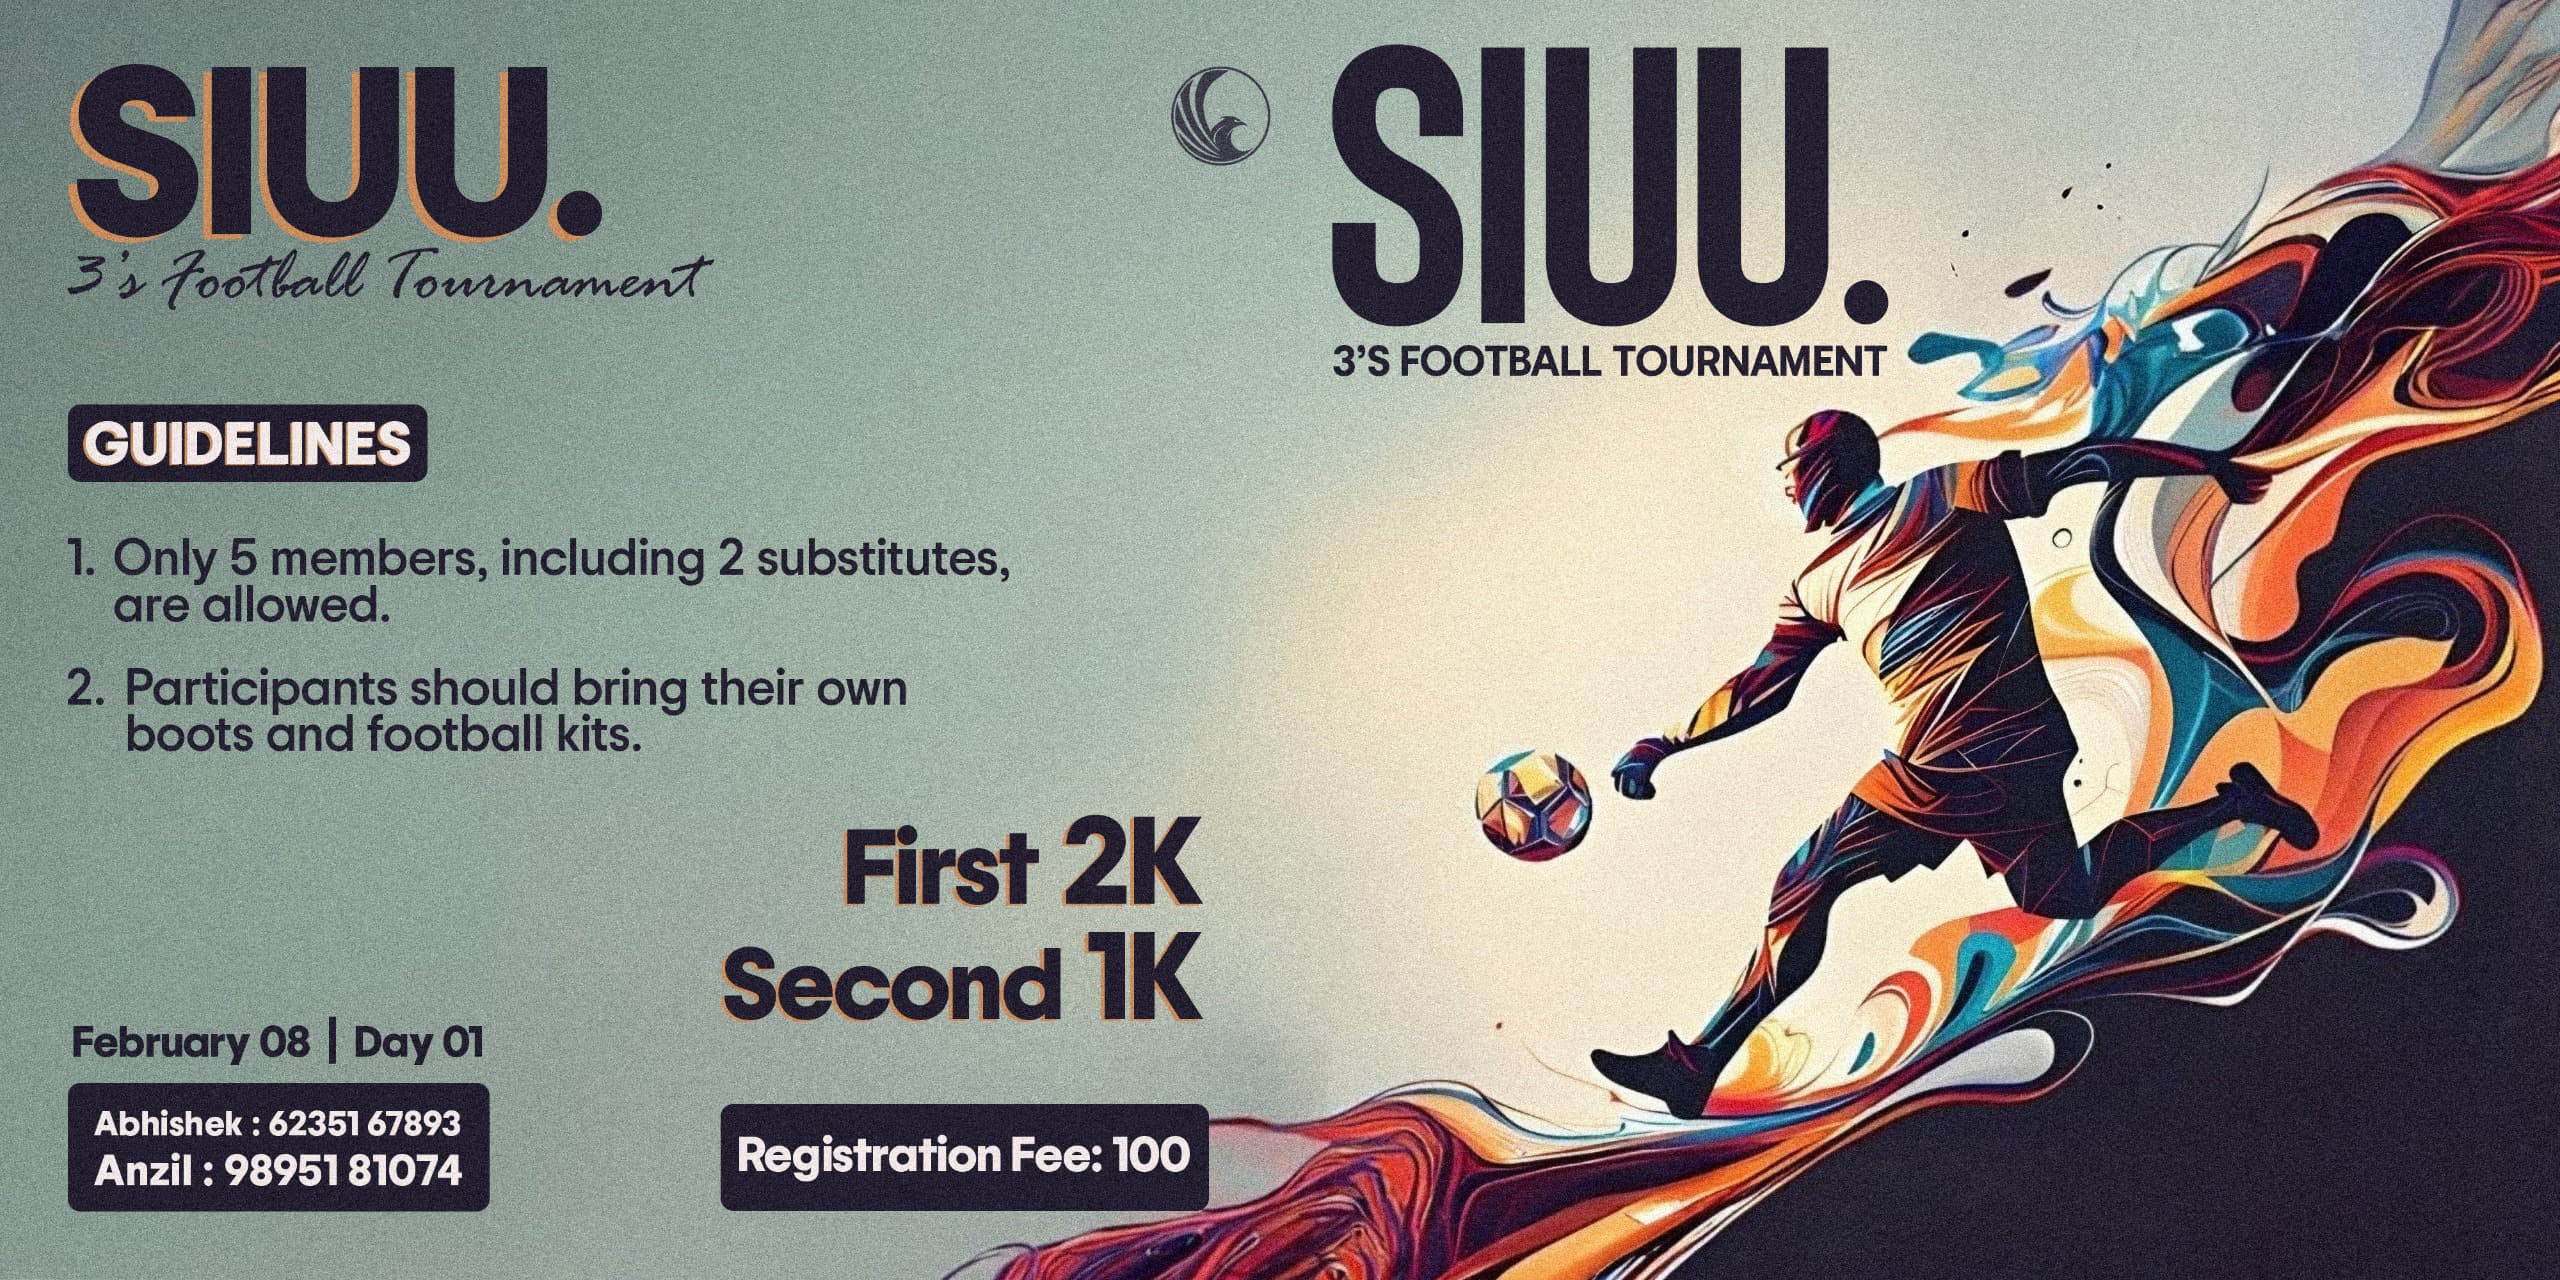 SIUU.
3's Football Tournament
GUIDELINES
1. Only 5 members, including 2 substitutes,
are allowed.
2. Participants should bring their own
boots and football kits.
First 2K
Second 1K
February 08 | Day 01
Abhishek : 62351 67893
Anzil : 98951 81074
Registration Fee: 100
SIUU.
3'S FOOTBALL TOURNAMENT